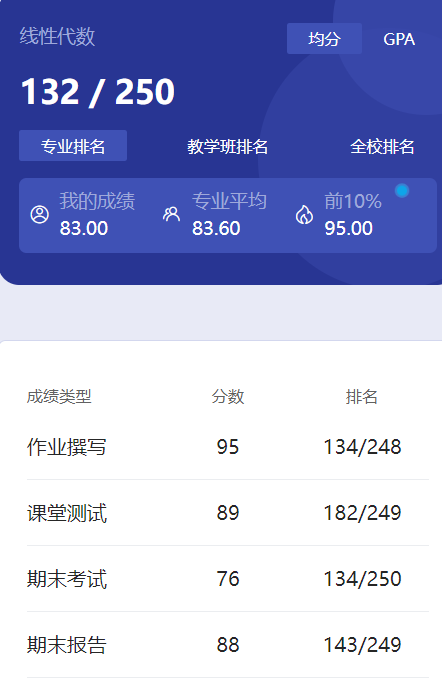 线性代数 均分 GPA
132 / 250
专业排名 教学班排名 全校排名
我的成绩 专业平均 前10%
83.00 83.60 95.00
成绩类型 分数 排名
作业撰写 95 134/248
课堂测试 89 182/249
期末考试 76 134/250
期末报告 88 143/249